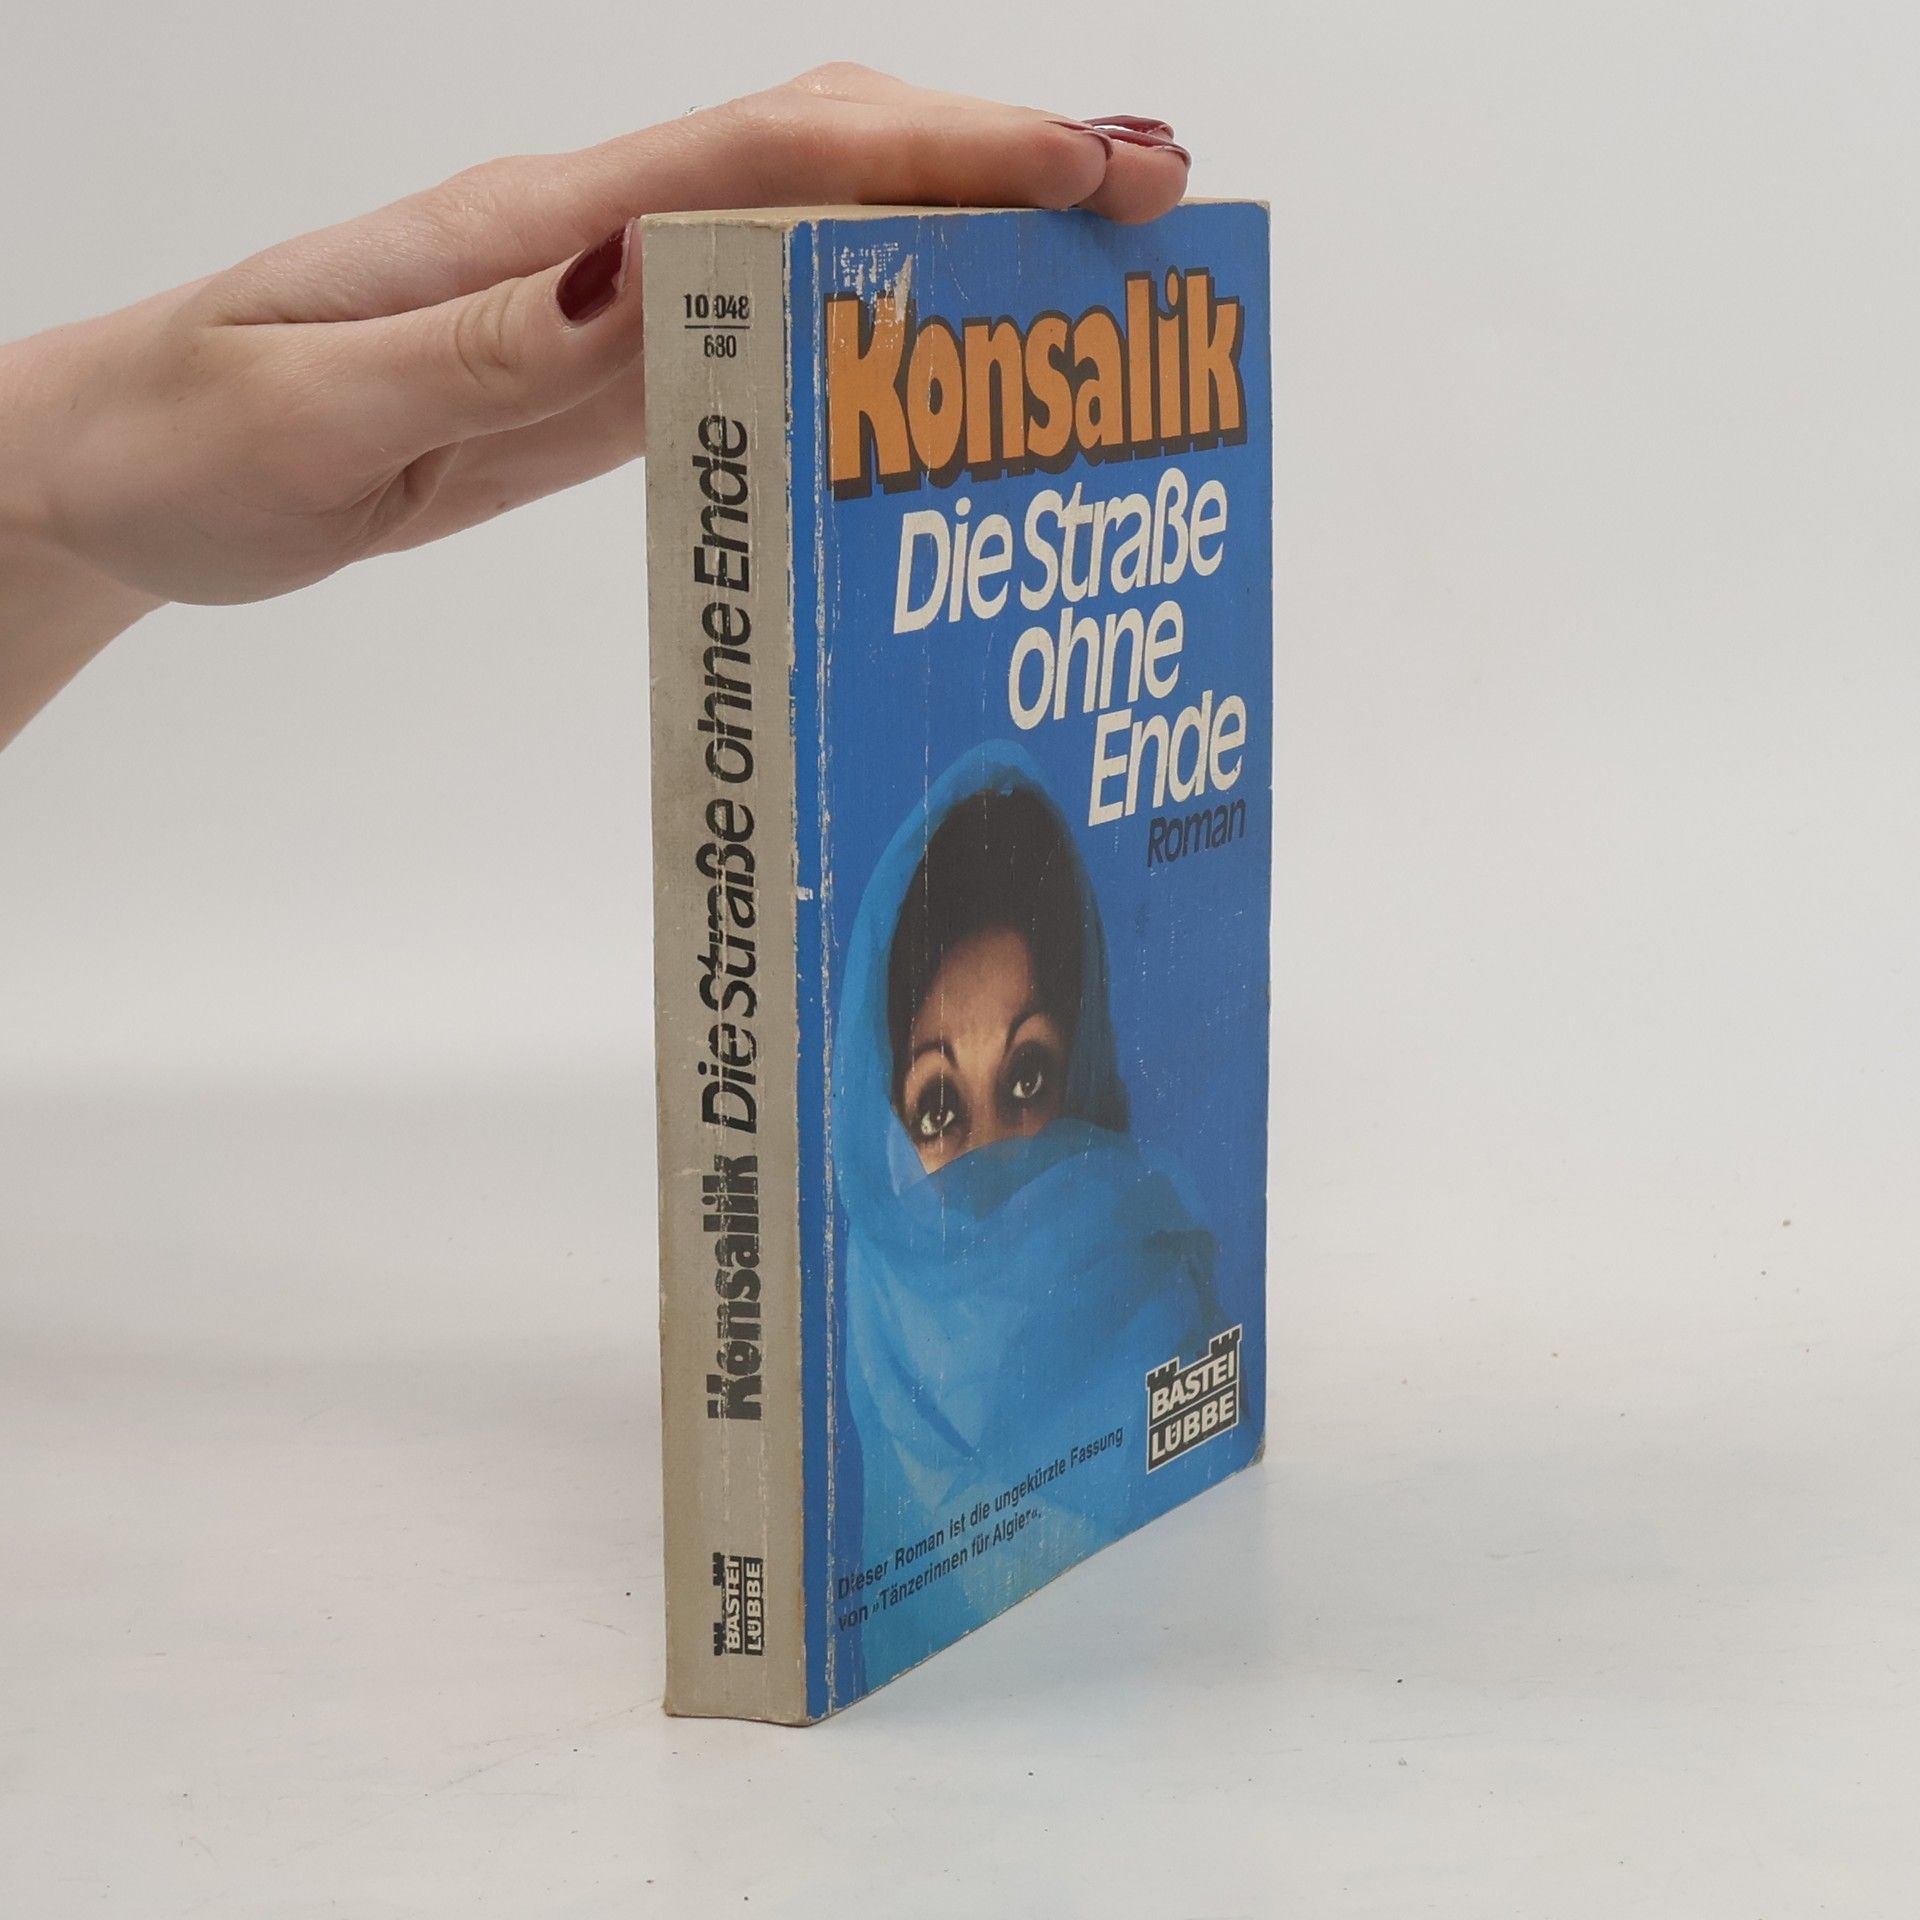 10 048
680
Konsalik Die Straße ohne Ende
BASTEI
LÜBBE
Konsalik
Die Straße
ohne
Ende
Roman
BASTEI
LÜBBE
Dieser Roman ist die ungekürzte Fassung
von »Tänzerinnen für Algier«.